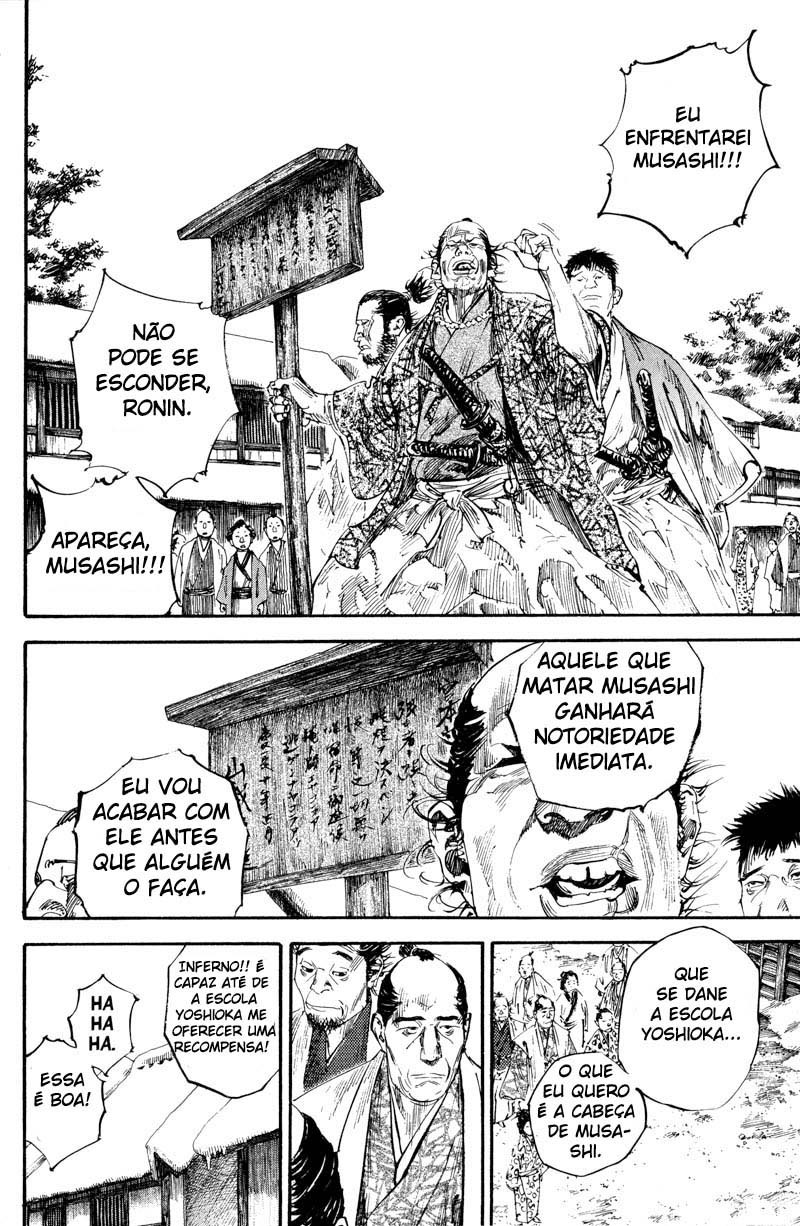 EU
ENFRENTAREI
MUSASHI!!!
NÃO
PODE SE
ESCONDER,
RONIN.
APAREÇA,
MUSASHI!!!
AQUELE QUE
MATAR MUSASHI
GANHARÁ
NOTORIEDADE
IMEDIATA.
EU VOU
ACABAR COM
ELE ANTES
QUE ALGUÉM
O FAÇA.
QUE
SE DANE
A ESCOLA
YOSHIOKA...
O QUE
EU QUERO
É A CABEÇA
DE MUSA-
SHI.
INFERNO!! É
CAPAZ ATÉ DE
A ESCOLA
YOSHIOKA ME
OFERECER UMA
RECOMPENSA!
HA
HA
HA.
ESSA
É BOA!